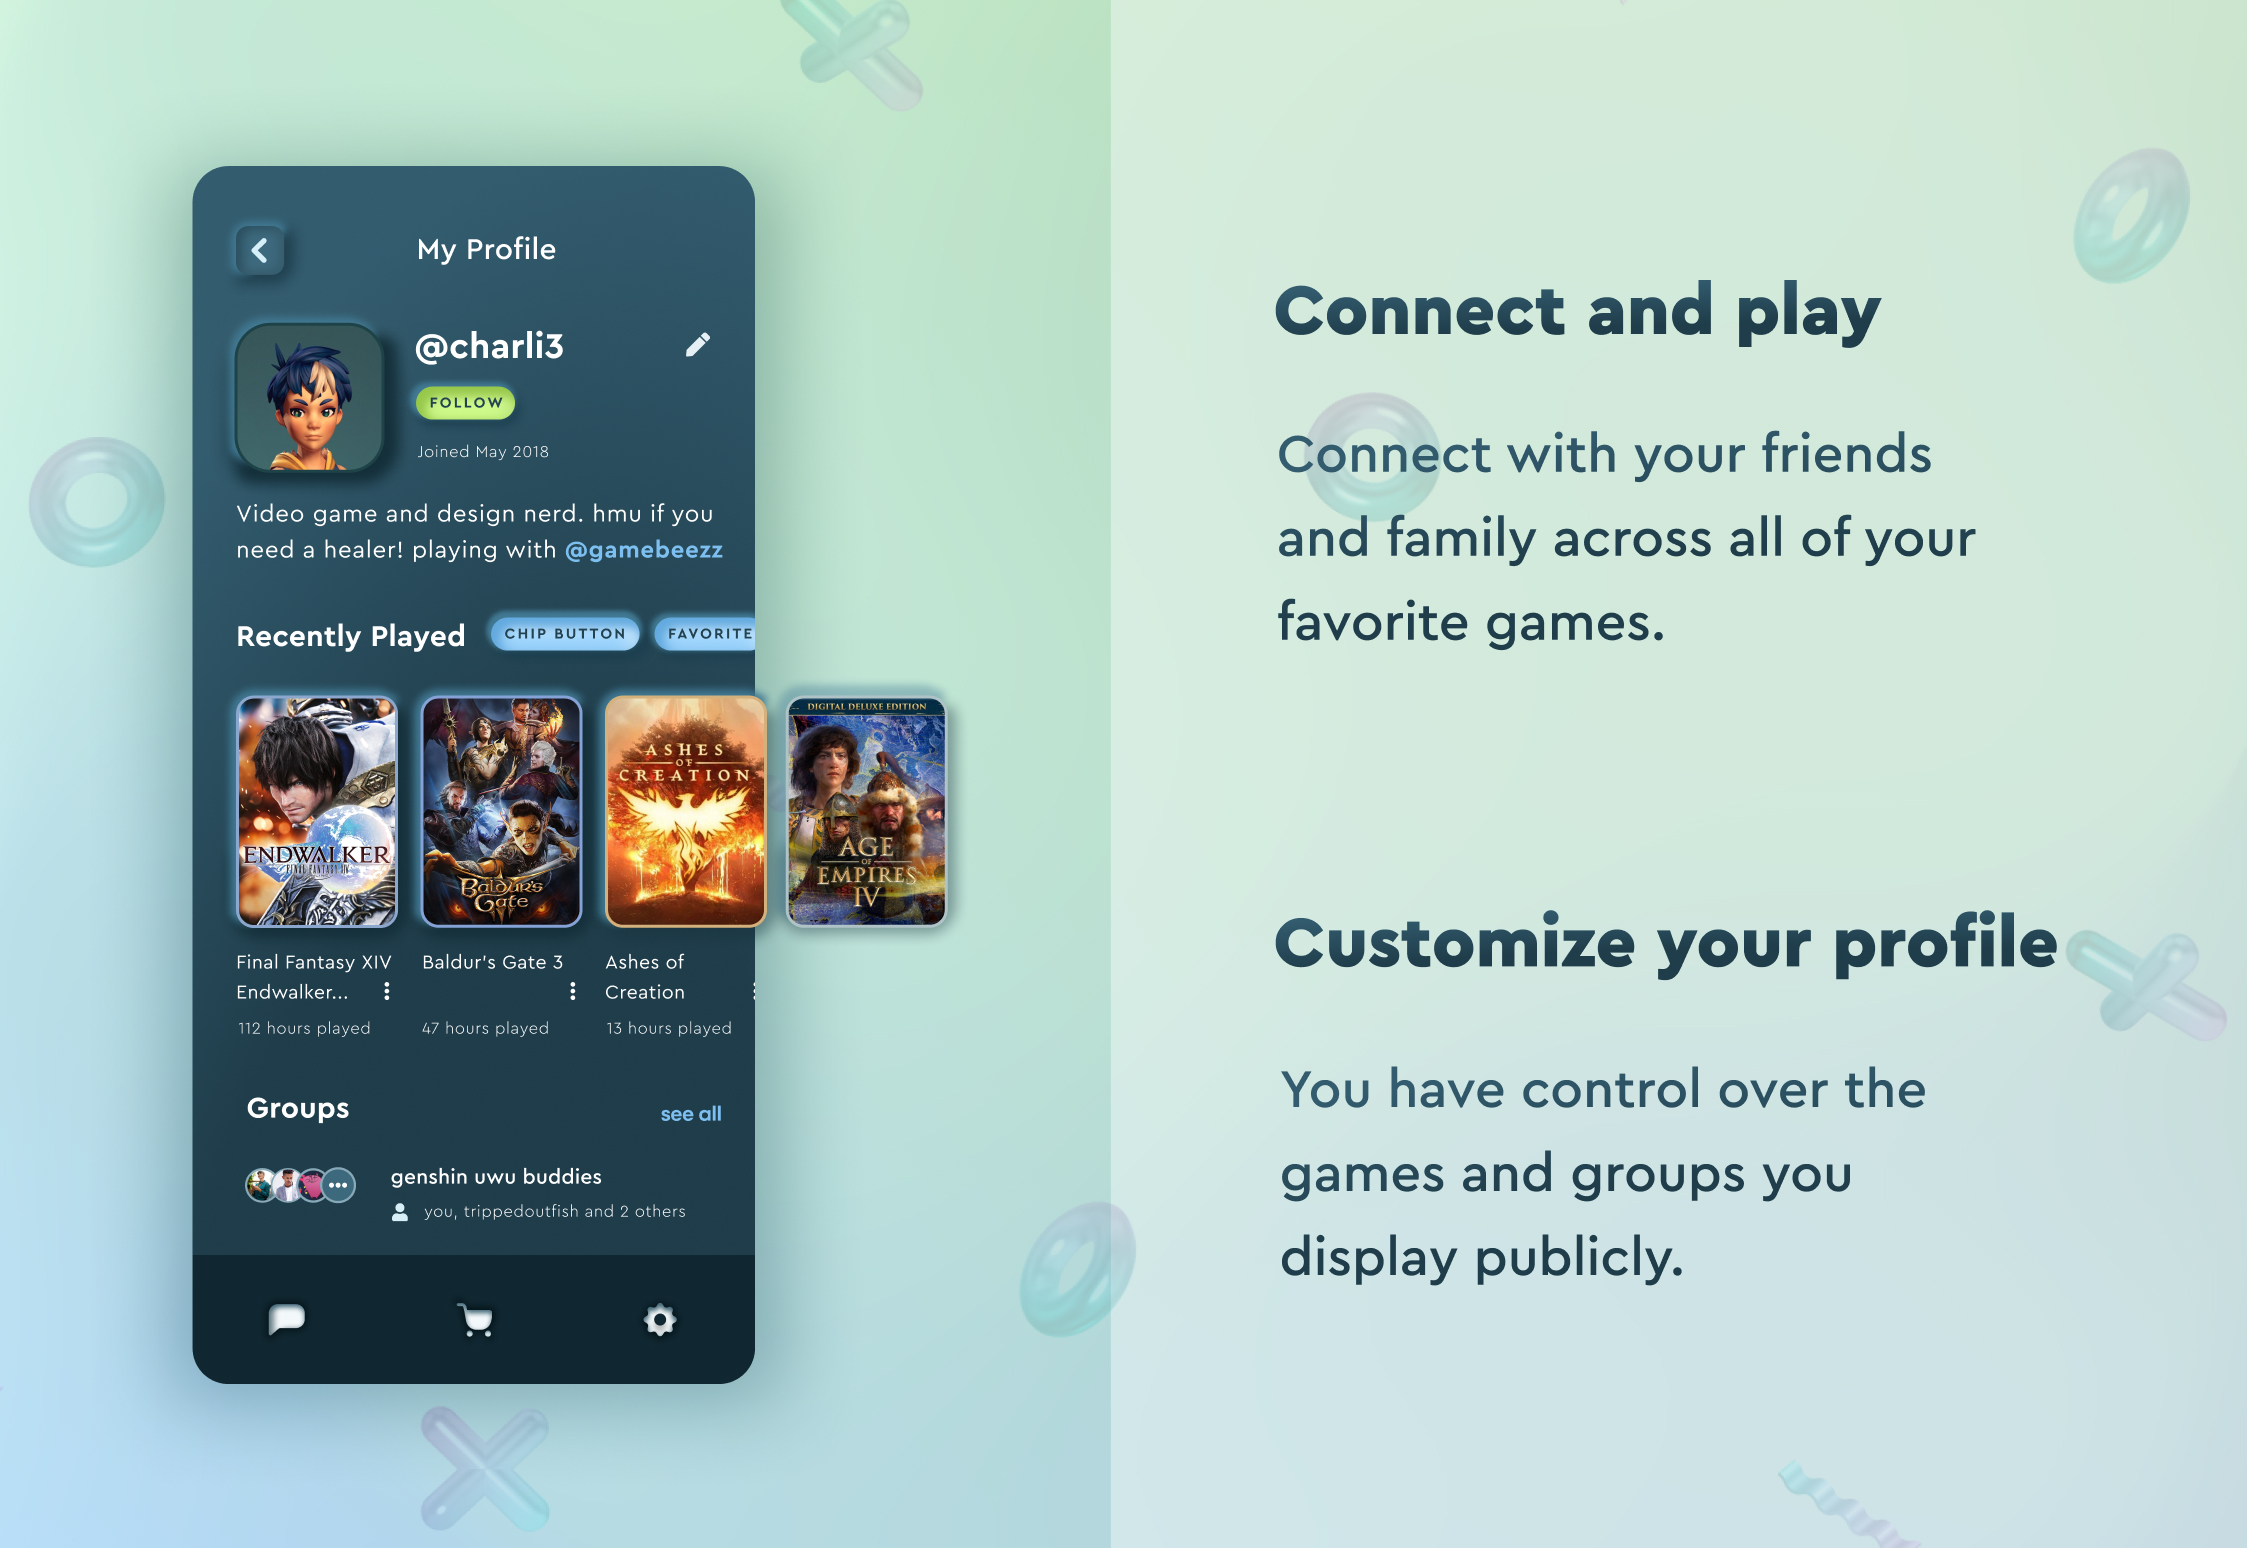 My Profile
@charli3
FOLLOW
Joined May 2018
Video game and design nerd. hmu if you
need a healer! playing with @gamebeezz
Recently Played
CHIP BUTTON
FAVORITE
ENDWALKER
FINAL FANTASY XIV
Baldur's
Gate
ASHES
OF
CREATION
DIGITAL DELUXE EDITION
AGE
OF
EMPIRES
IV
Final Fantasy XIV
Endwalker...
112 hours played
Baldur's Gate 3
47 hours played
Ashes of
Creation
13 hours played
Groups
see all
genshin uwu buddies
you, trippedoutfish and 2 others
Connect and play
Connect with your friends
and family across all of your
favorite games.
Customize your profile
You have control over the
games and groups you
display publicly.